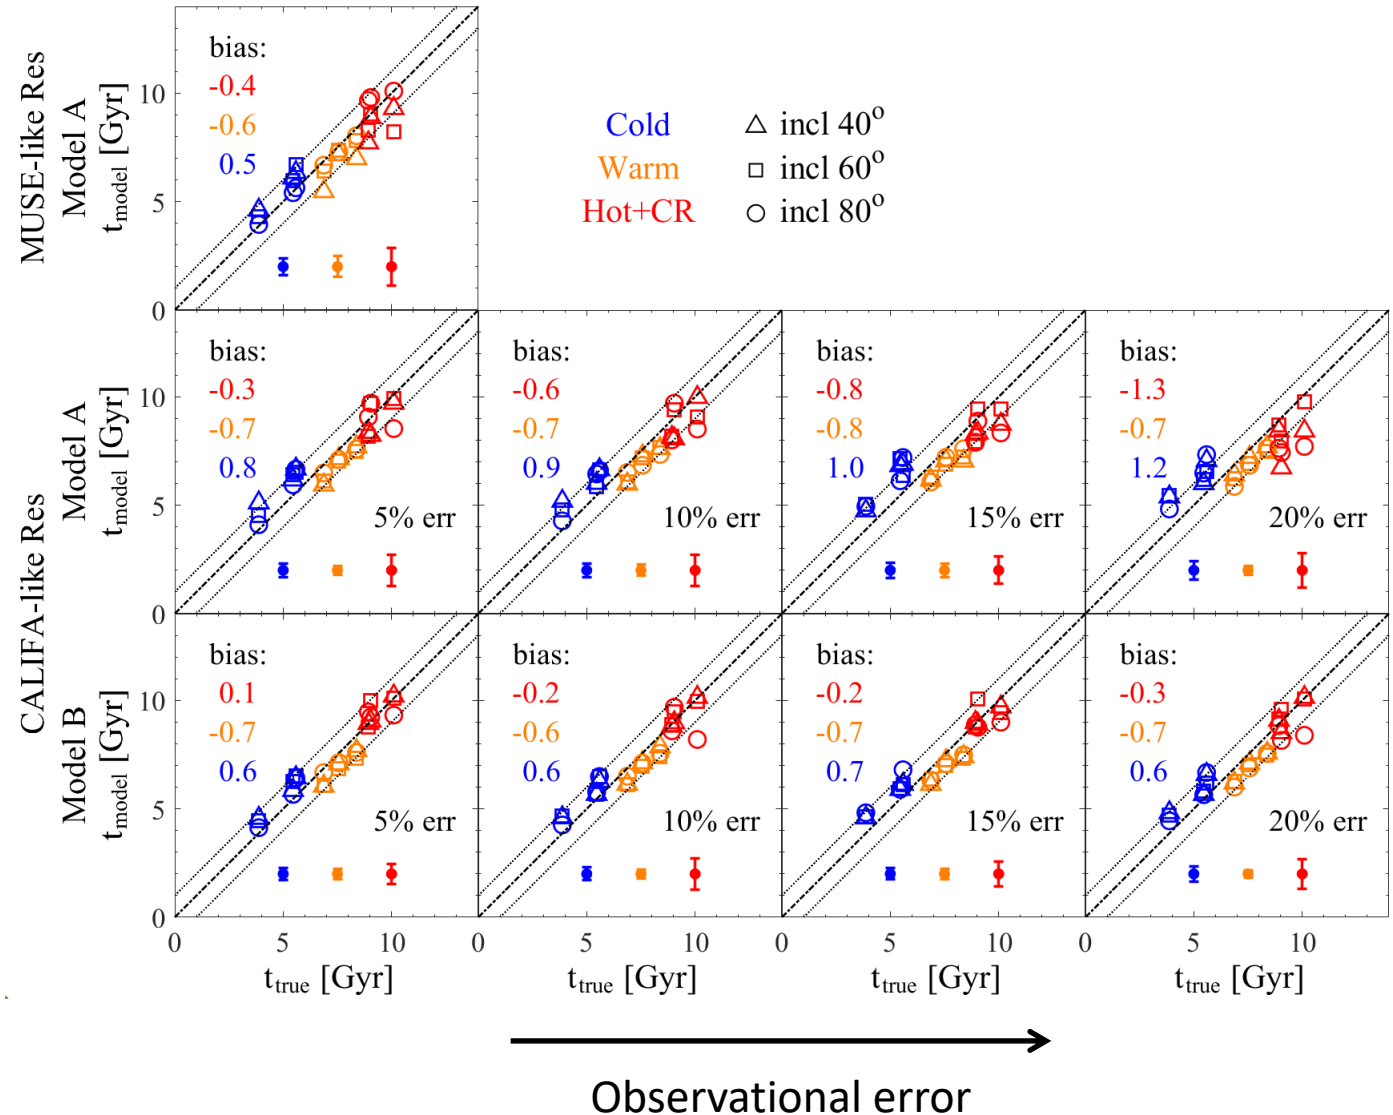 MUSE-like Res
Model A
t_model [Gyr]
bias:
-0.4
-0.6
0.5
10
5
0
Cold
Warm
Hot+CR
incl 40°
incl 60°
incl 80°
CALIFA-like Res
Model A
t_model [Gyr]
10
5
0
bias:
-0.3
-0.7
0.8
5% err
bias:
-0.6
-0.7
0.9
10% err
bias:
-0.8
-0.8
1.0
15% err
bias:
-1.3
-0.7
1.2
20% err
Model B
t_model [Gyr]
10
5
0
bias:
0.1
-0.7
0.6
5% err
bias:
-0.2
-0.6
0.6
10% err
bias:
-0.2
-0.7
0.7
15% err
bias:
-0.3
-0.7
0.6
20% err
0 5 10 0 5 10 0 5 10 0 5 10
t_true [Gyr] t_true [Gyr] t_true [Gyr] t_true [Gyr]
Observational error